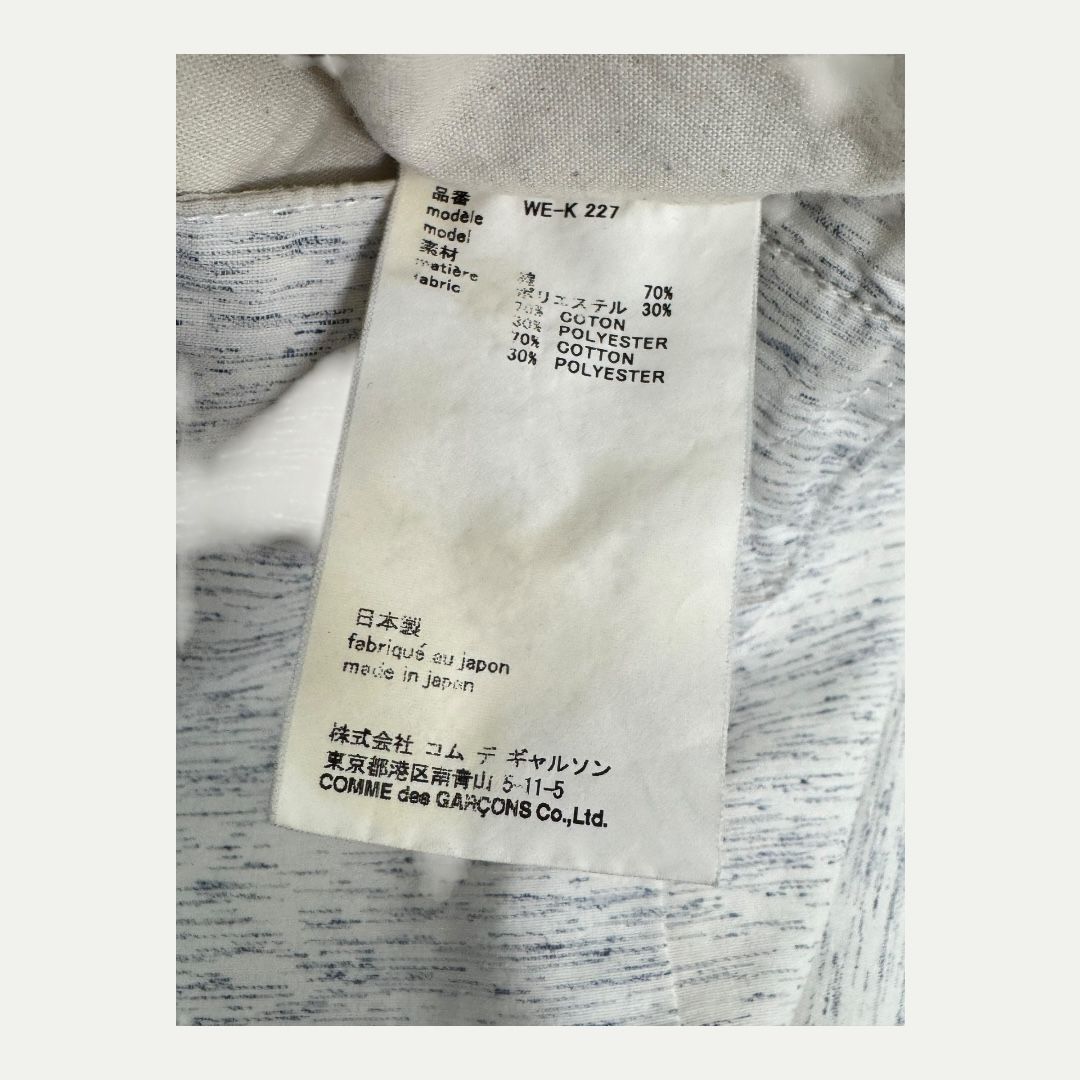 品番
modèle WE-K 227
model
素材
matière
fabric
綿 70%
ポリエステル 30%
70% COTON
30% POLYESTER
70% COTTON
30% POLYESTER
日本製
fabriqué au japon
made in japan
株式会社 コム デ ギャルソン
東京都港区南青山 5-11-5
COMME des GARÇONS Co.,Ltd.